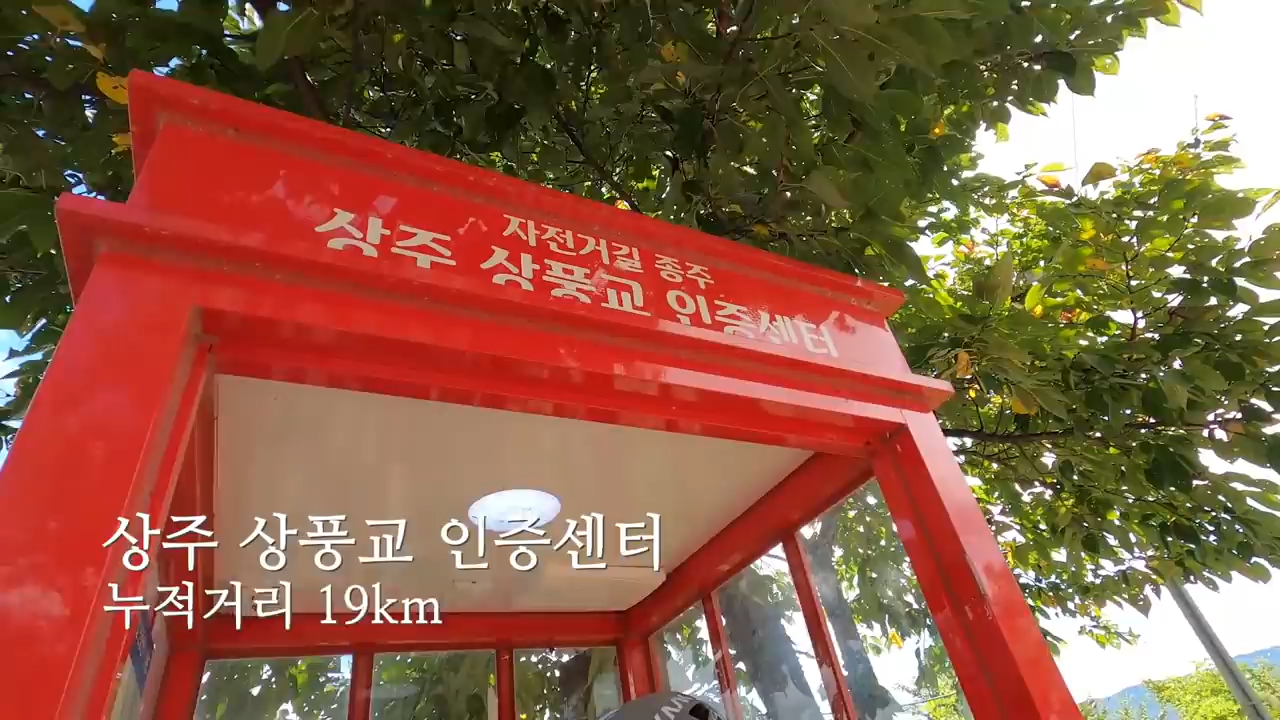 자전거길 종주
상주 상풍교 인증센터
상주 상풍교 인증센터
누적거리 19km